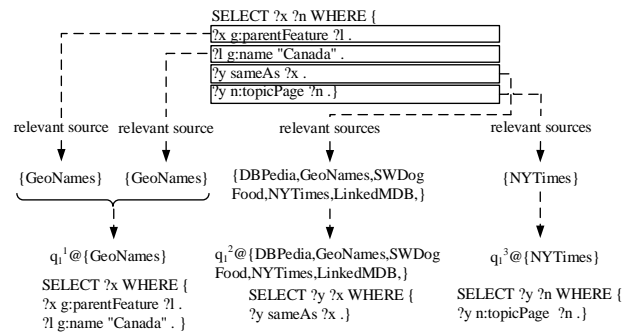 SELECT ?x ?n WHERE {
?x g:parentFeature ?l .
?l g:name "Canada" .
?y sameAs ?x .
?y n:topicPage ?n .}
relevant source
relevant source
relevant sources
relevant sources
{GeoNames}
{GeoNames}
{DBPedia,GeoNames,SWDog
Food,NYTimes,LinkedMDB,}
{NYTimes}
q₁¹@{GeoNames}
SELECT ?x WHERE {
?x g:parentFeature ?l .
?l g:name "Canada" . }
q₁²@{DBPedia,GeoNames,SWDog
Food,NYTimes,LinkedMDB,}
SELECT ?y ?x WHERE {
?y sameAs ?x .}
q₁³@{NYTimes}
SELECT ?y ?n WHERE {
?y n:topicPage ?n .}